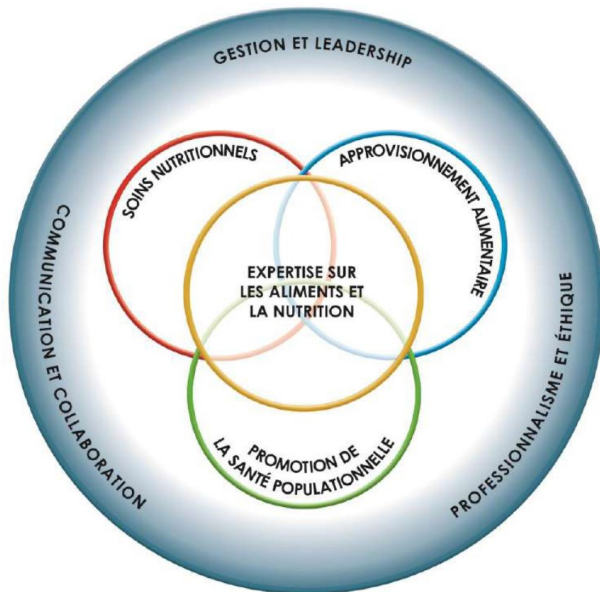 GESTION ET LEADERSHIP
SOINS NUTRITIONNELS
APPROVISIONNEMENT ALIMENTAIRE
EXPERTISE SUR
LES ALIMENTS ET
LA NUTRITION
PROMOTION DE
LA SANTÉ POPULATIONNELLE
COMMUNICATION ET COLLABORATION
PROFESSIONNALISME ET ÉTHIQUE